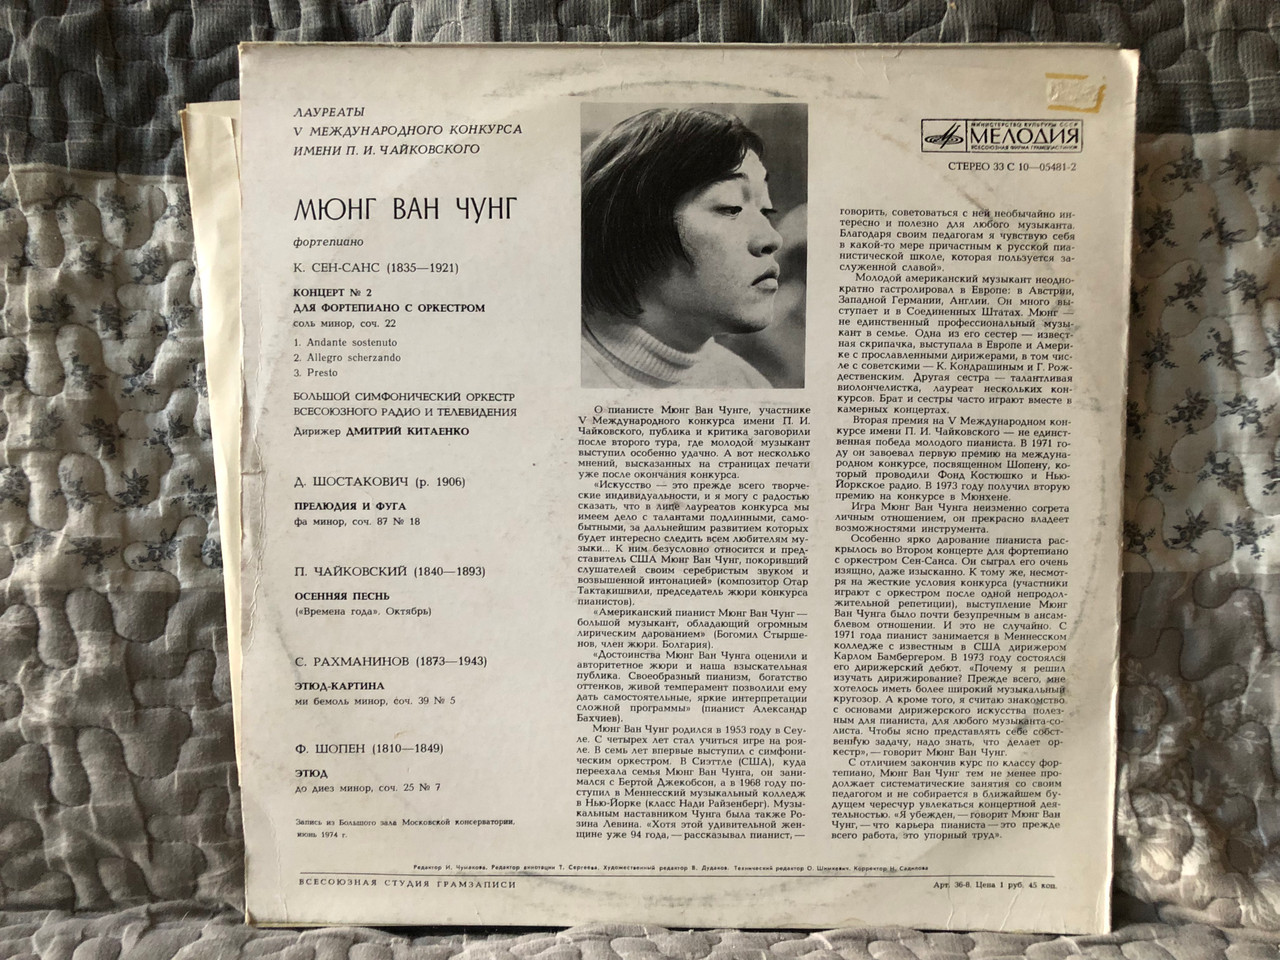 ЛАУРЕАТЫ
V МЕЖДУНАРОДНОГО КОНКУРСА
ИМЕНИ П. И. ЧАЙКОВСКОГО
МЮНГ ВАН ЧУНГ
фортепиано
К. СЕН-САНС (1835—1921)
КОНЦЕРТ № 2
ДЛЯ ФОРТЕПИАНО С ОРКЕСТРОМ
соль минор, соч. 22
1. Andante sostenuto
2. Allegro scherzando
3. Presto
БОЛЬШОЙ СИМФОНИЧЕСКИЙ ОРКЕСТР
ВСЕСОЮЗНОГО РАДИО И ТЕЛЕВИДЕНИЯ
Дирижер ДМИТРИЙ КИТАЕНКО
Д. ШОСТАКОВИЧ (р. 1906)
ПРЕЛЮДИЯ И ФУГА
фа минор, соч. 87 № 18
П. ЧАЙКОВСКИЙ (1840—1893)
ОСЕННЯЯ ПЕСНЬ
(«Времена года». Октябрь)
С. РАХМАНИНОВ (1873—1943)
ЭТЮД-КАРТИНА
ми бемоль минор, соч. 39 № 5
Ф. ШОПЕН (1810—1849)
ЭТЮД
до диез минор, соч. 25 № 7
Запись из Большого зала Московской консерватории,
июнь 1974 г.
О пианисте Мюнг Ван Чунге, участнике
V Международного конкурса имени П. И.
Чайковского, публика и критика заговорили
после второго тура, где молодой музыкант
выступил особенно удачно. А вот несколько
мнений, высказанных на страницах печати
уже после окончания конкурса.
«Искусство — это прежде всего творче-
ские индивидуальности, и я могу с радостью
сказать, что в лице лауреатов конкурса мы
имеем дело с талантами подлинными, само-
бытными, за дальнейшим развитием которых
будет интересно следить всем любителям му-
зыки... К ним безусловно относится и пред-
ставитель США Мюнг Ван Чунг, покоривший
слушателей своим серебристым звуком и
возвышенной интонацией» (композитор Отар
Тактакишвили, председатель жюри конкурса
пианистов).
«Американский пианист Мюнг Ван Чунг —
большой музыкант, обладающий огромным
лирическим дарованием» (Богомил Стырше-
нов, член жюри. Болгария).
«Достоинства Мюнг Ван Чунга оценили и
авторитетное жюри и наша взыскательная
публика. Своеобразный пианизм, богатство
оттенков, живой темперамент позволили ему
дать самостоятельные, яркие интерпретации
сложной программы» (пианист Александр
Бахчиев).
Мюнг Ван Чунг родился в 1953 году в Сеу-
ле. С четырех лет стал учиться игре на роя-
ле. В семь лет впервые выступил с симфони-
ческим оркестром. В Сиэттле (США), куда
переехала семья Мюнг Ван Чунга, он зани-
мался с Бертой Джекобсон, а в 1968 году по-
ступил в Меннесский музыкальный колледж
в Нью-Йорке (класс Нади Райзенберг). Музы-
кальным наставником Чунга была также Ро-
зина Левина. «Хотя этой удивительной жен-
щине уже 94 года, — рассказывал пианист, —
МИНИСТЕРСТВО КУЛЬТУРЫ СССР
МЕЛОДИЯ
ВСЕСОЮЗНАЯ ФИРМА ГРАМПЛАСТИНОК
СТЕРЕО 33 С 10—05481-2
говорить, советоваться с ней необычайно ин-
тересно и полезно для любого музыканта.
Благодаря своим педагогам я чувствую себя
в какой-то мере причастным к русской пиа-
нистической школе, которая пользуется за-
служенной славой».
Молодой американский музыкант неодно-
кратно гастролировал в Европе: в Австрии,
Западной Германии, Англии. Он много вы-
ступает и в Соединенных Штатах. Мюнг —
не единственный профессиональный музы-
кант в семье. Одна из его сестер — извест-
ная скрипачка, выступала в Европе и Амери-
ке с прославленными дирижерами, в том чис-
ле с советскими — К. Кондрашиным и Г. Рож-
дественским. Другая сестра — талантливая
виолончелистка, лауреат нескольких кон-
курсов. Брат и сестры часто играют вместе в
камерных концертах.
Вторая премия на V Международном кон-
курсе имени П. И. Чайковского — не единст-
венная победа молодого пианиста. В 1971 го-
ду он завоевал первую премию на междуна-
родном конкурсе, посвященном Шопену, ко-
торый проводили Фонд Костюшко и Нью-
Йоркское радио. В 1973 году получил вторую
премию на конкурсе в Мюнхене.
Игра Мюнг Ван Чунга неизменно согрета
личным отношением, он прекрасно владеет
возможностями инструмента.
Особенно ярко дарование пианиста рас-
крылось во Втором концерте для фортепиано
с оркестром Сен-Санса. Он сыграл его очень
изящно, даже изысканно. К тому же, несмот-
ря на жесткие условия конкурса (участники
играют с оркестром после одной непродол-
жительной репетиции), выступление Мюнг
Ван Чунга было почти безупречным в ансам-
блевом отношении. И это не случайно. С
1971 года пианист занимается в Меннесском
колледже с известным в США дирижером
Карлом Бамбергером. В 1973 году состоялся
его дирижерский дебют. «Почему я решил
изучать дирижирование? Прежде всего, мне
хотелось иметь более широкий музыкальный
кругозор. А кроме того, я считаю знакомство
с основами дирижерского искусства полез-
ным для пианиста, для любого музыканта-со-
листа. Чтобы ясно представлять себе собст-
венную задачу, надо знать, что делает ор-
кестр», — говорит Мюнг Ван Чунг.
С отличием закончив курс по классу фор-
тепиано, Мюнг Ван Чунг тем не менее про-
должает систематические занятия со своим
педагогом и не собирается в ближайшем бу-
дущем чересчур увлекаться концертной дея-
тельностью. «Я убежден, — говорит Мюнг Ван
Чунг, — что карьера пианиста — это прежде
всего работа, это упорный труд».
Редактор И. Чумакова. Редактор аннотации Т. Сергеева. Художественный редактор В. Дудаков. Технический редактор О. Шинкевич. Корректор Н. Садилова
ВСЕСОЮЗНАЯ СТУДИЯ ГРАМЗАПИСИ
Арт. 36-8. Цена 1 руб. 45 коп.